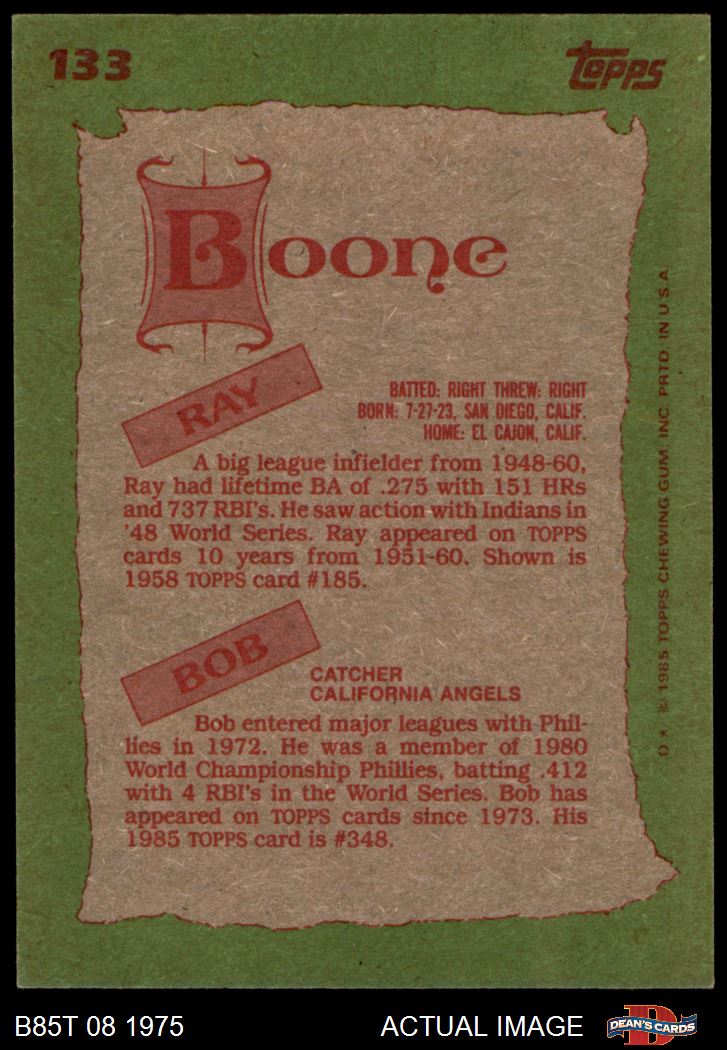 133
Topps
Boone
RAY
BATTED: RIGHT THREW: RIGHT
BORN: 7-27-23, SAN DIEGO, CALIF.
HOME: EL CAJON, CALIF.
A big league infielder from 1948-60,
Ray had lifetime BA of .275 with 151 HRs
and 737 RBI's. He saw action with Indians in
'48 World Series. Ray appeared on TOPPS
cards 10 years from 1951-60. Shown is
1958 TOPPS card #185.
BOB
CATCHER
CALIFORNIA ANGELS
Bob entered major leagues with Phil-
lies in 1972. He was a member of 1980
World Championship Phillies, batting .412
with 4 RBI's in the World Series. Bob has
appeared on TOPPS cards since 1973. His
1985 TOPPS card is #348.
D * © 1985 TOPPS CHEWING GUM, INC. PRTD. IN U.S.A.
B85T 08 1975
ACTUAL IMAGE
D
DEAN'S CARDS